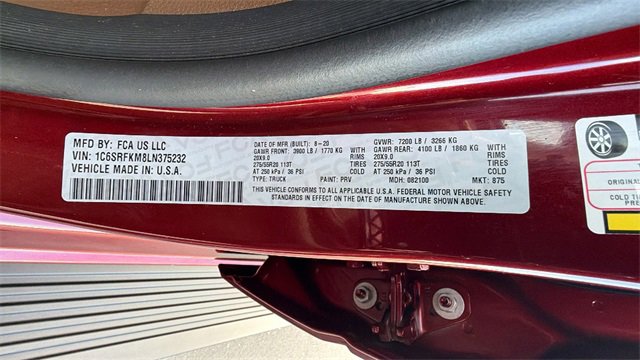 MFD BY: FCA US LLC
VIN: 1C6SRFKM8LN375232
VEHICLE MADE IN: U.S.A.
DATE OF MFR (BUILT): 8-20
GAWR FRONT: 3900 LB / 1770 KG
20X9.0 RIMS
275/55R20 113T TIRES
AT 250 kPa / 36 PSI COLD
TYPE: TRUCK PAINT: PRV
GVWR: 7200 LB / 3266 KG
GAWR REAR: 4100 LB / 1860 KG
20X9.0 RIMS
275/55R20 113T TIRES
AT 250 kPa / 36 PSI COLD
MDH: 082100 MKT: 875
THIS VEHICLE CONFORMS TO ALL APPLICABLE U.S.A. FEDERAL MOTOR VEHICLE SAFETY
STANDARDS IN EFFECT ON THE DATE OF MANUFACTURE SHOWN ABOVE.
COLD